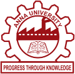 ANNA UNIVERSITY
PROGRESS THROUGH KNOWLEDGE